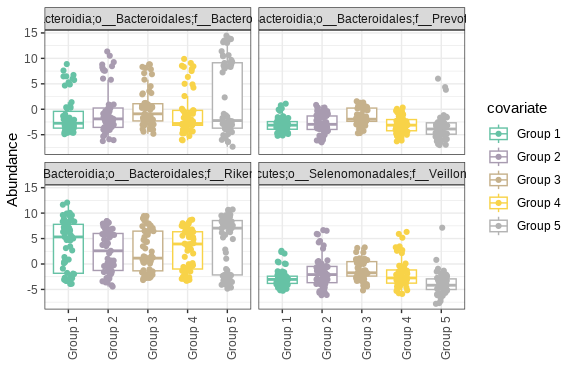 cteroidia;o__Bacteroidales;f__Bactero
acteroidia;o__Bacteroidales;f__Prevot
15
10
5
0
-5
Bacteroidia;o__Bacteroidales;f__Riker
cutes;o__Selenomonadales;f__Veillon
15
10
5
0
-5
Abundance
Group 1
Group 2
Group 3
Group 4
Group 5
Group 1
Group 2
Group 3
Group 4
Group 5
covariate
Group 1
Group 2
Group 3
Group 4
Group 5